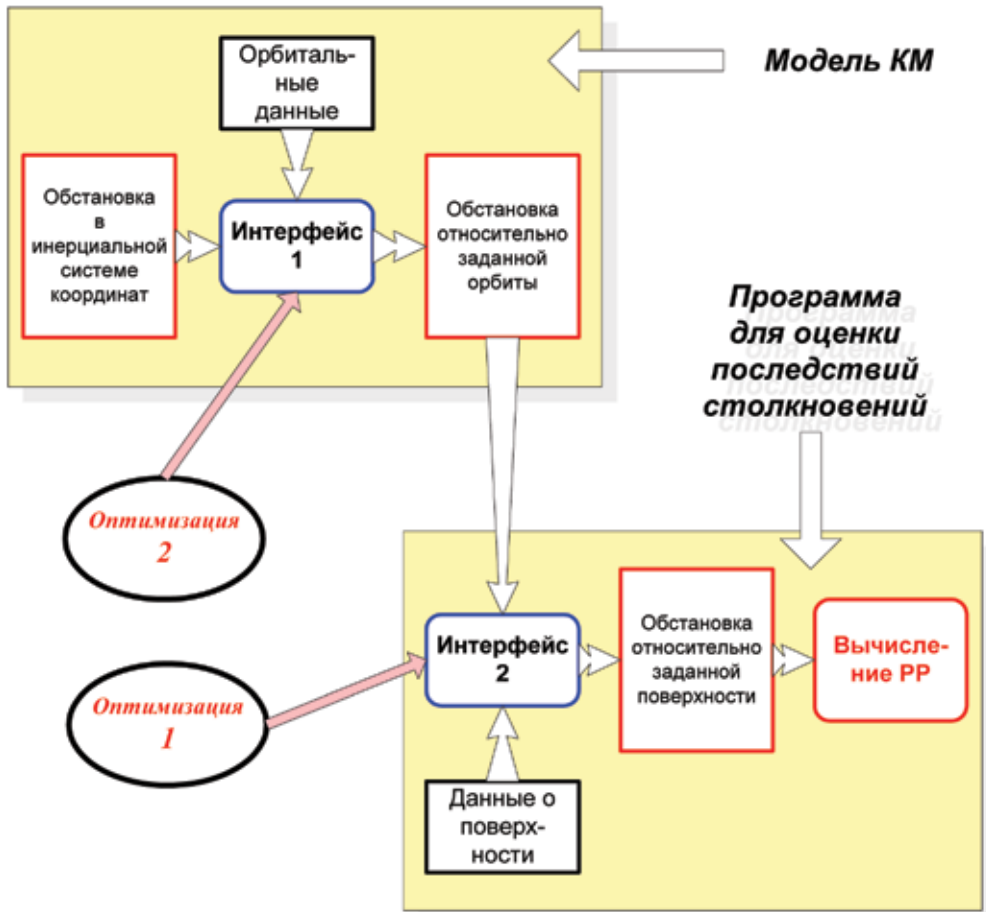 Орбиталь-
ные
данные
Модель КМ
Обстановка
в
инерциальной
системе
координат
Интерфейс
1
Обстановка
относительно
заданной
орбиты
Программа
для оценки
последствий
столкновений
Оптимизация
2
Интерфейс
2
Обстановка
относительно
заданной
поверхности
Вычисле-
ние РР
Оптимизация
1
Данные о
поверх-
ности